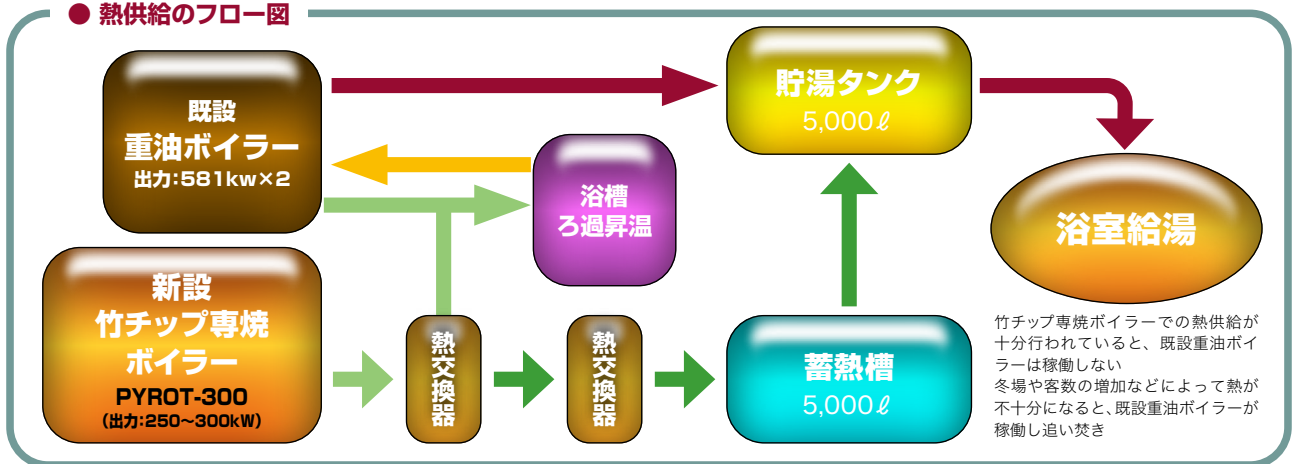 ● 熱供給のフロー図
既設
重油ボイラー
出力:581kw×2
貯湯タンク
5,000ℓ
浴槽
ろ過昇温
浴室給湯
新設
竹チップ専焼
ボイラー
PYROT-300
(出力:250〜300kW)
熱交換器
熱交換器
蓄熱槽
5,000ℓ
竹チップ専焼ボイラーでの熱供給が
十分行われていると、既設重油ボイ
ラーは稼働しない
冬場や客数の増加などによって熱が
不十分になると、既設重油ボイラーが
稼働し追い焚き